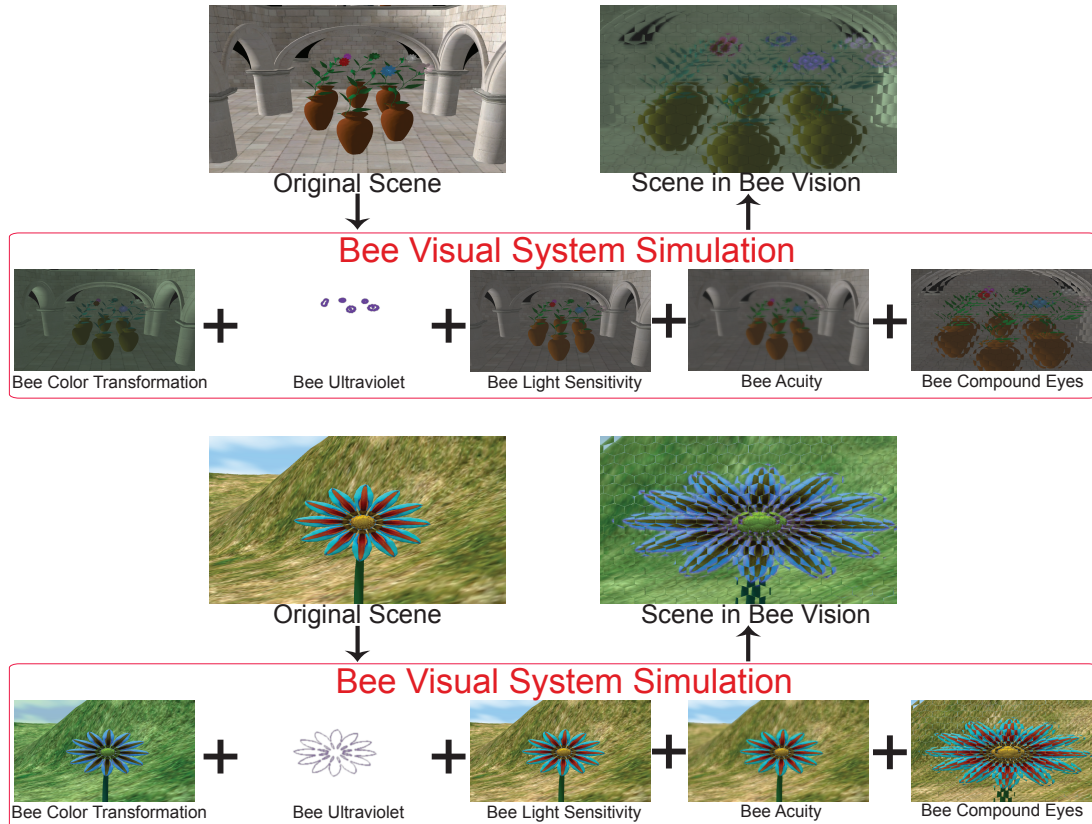 Original Scene
Scene in Bee Vision
Bee Visual System Simulation
Bee Color Transformation
Bee Ultraviolet
Bee Light Sensitivity
Bee Acuity
Bee Compound Eyes
Original Scene
Scene in Bee Vision
Bee Visual System Simulation
Bee Color Transformation
Bee Ultraviolet
Bee Light Sensitivity
Bee Acuity
Bee Compound Eyes